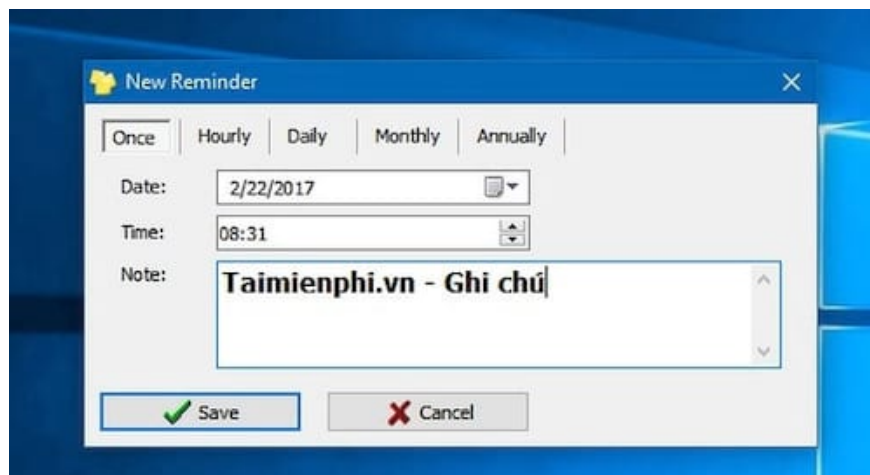 New Reminder
Once Hourly Daily Monthly Annually
Date: 2/22/2017
Time: 08:31
Note: Taimienphi.vn - Ghi chú
Save Cancel